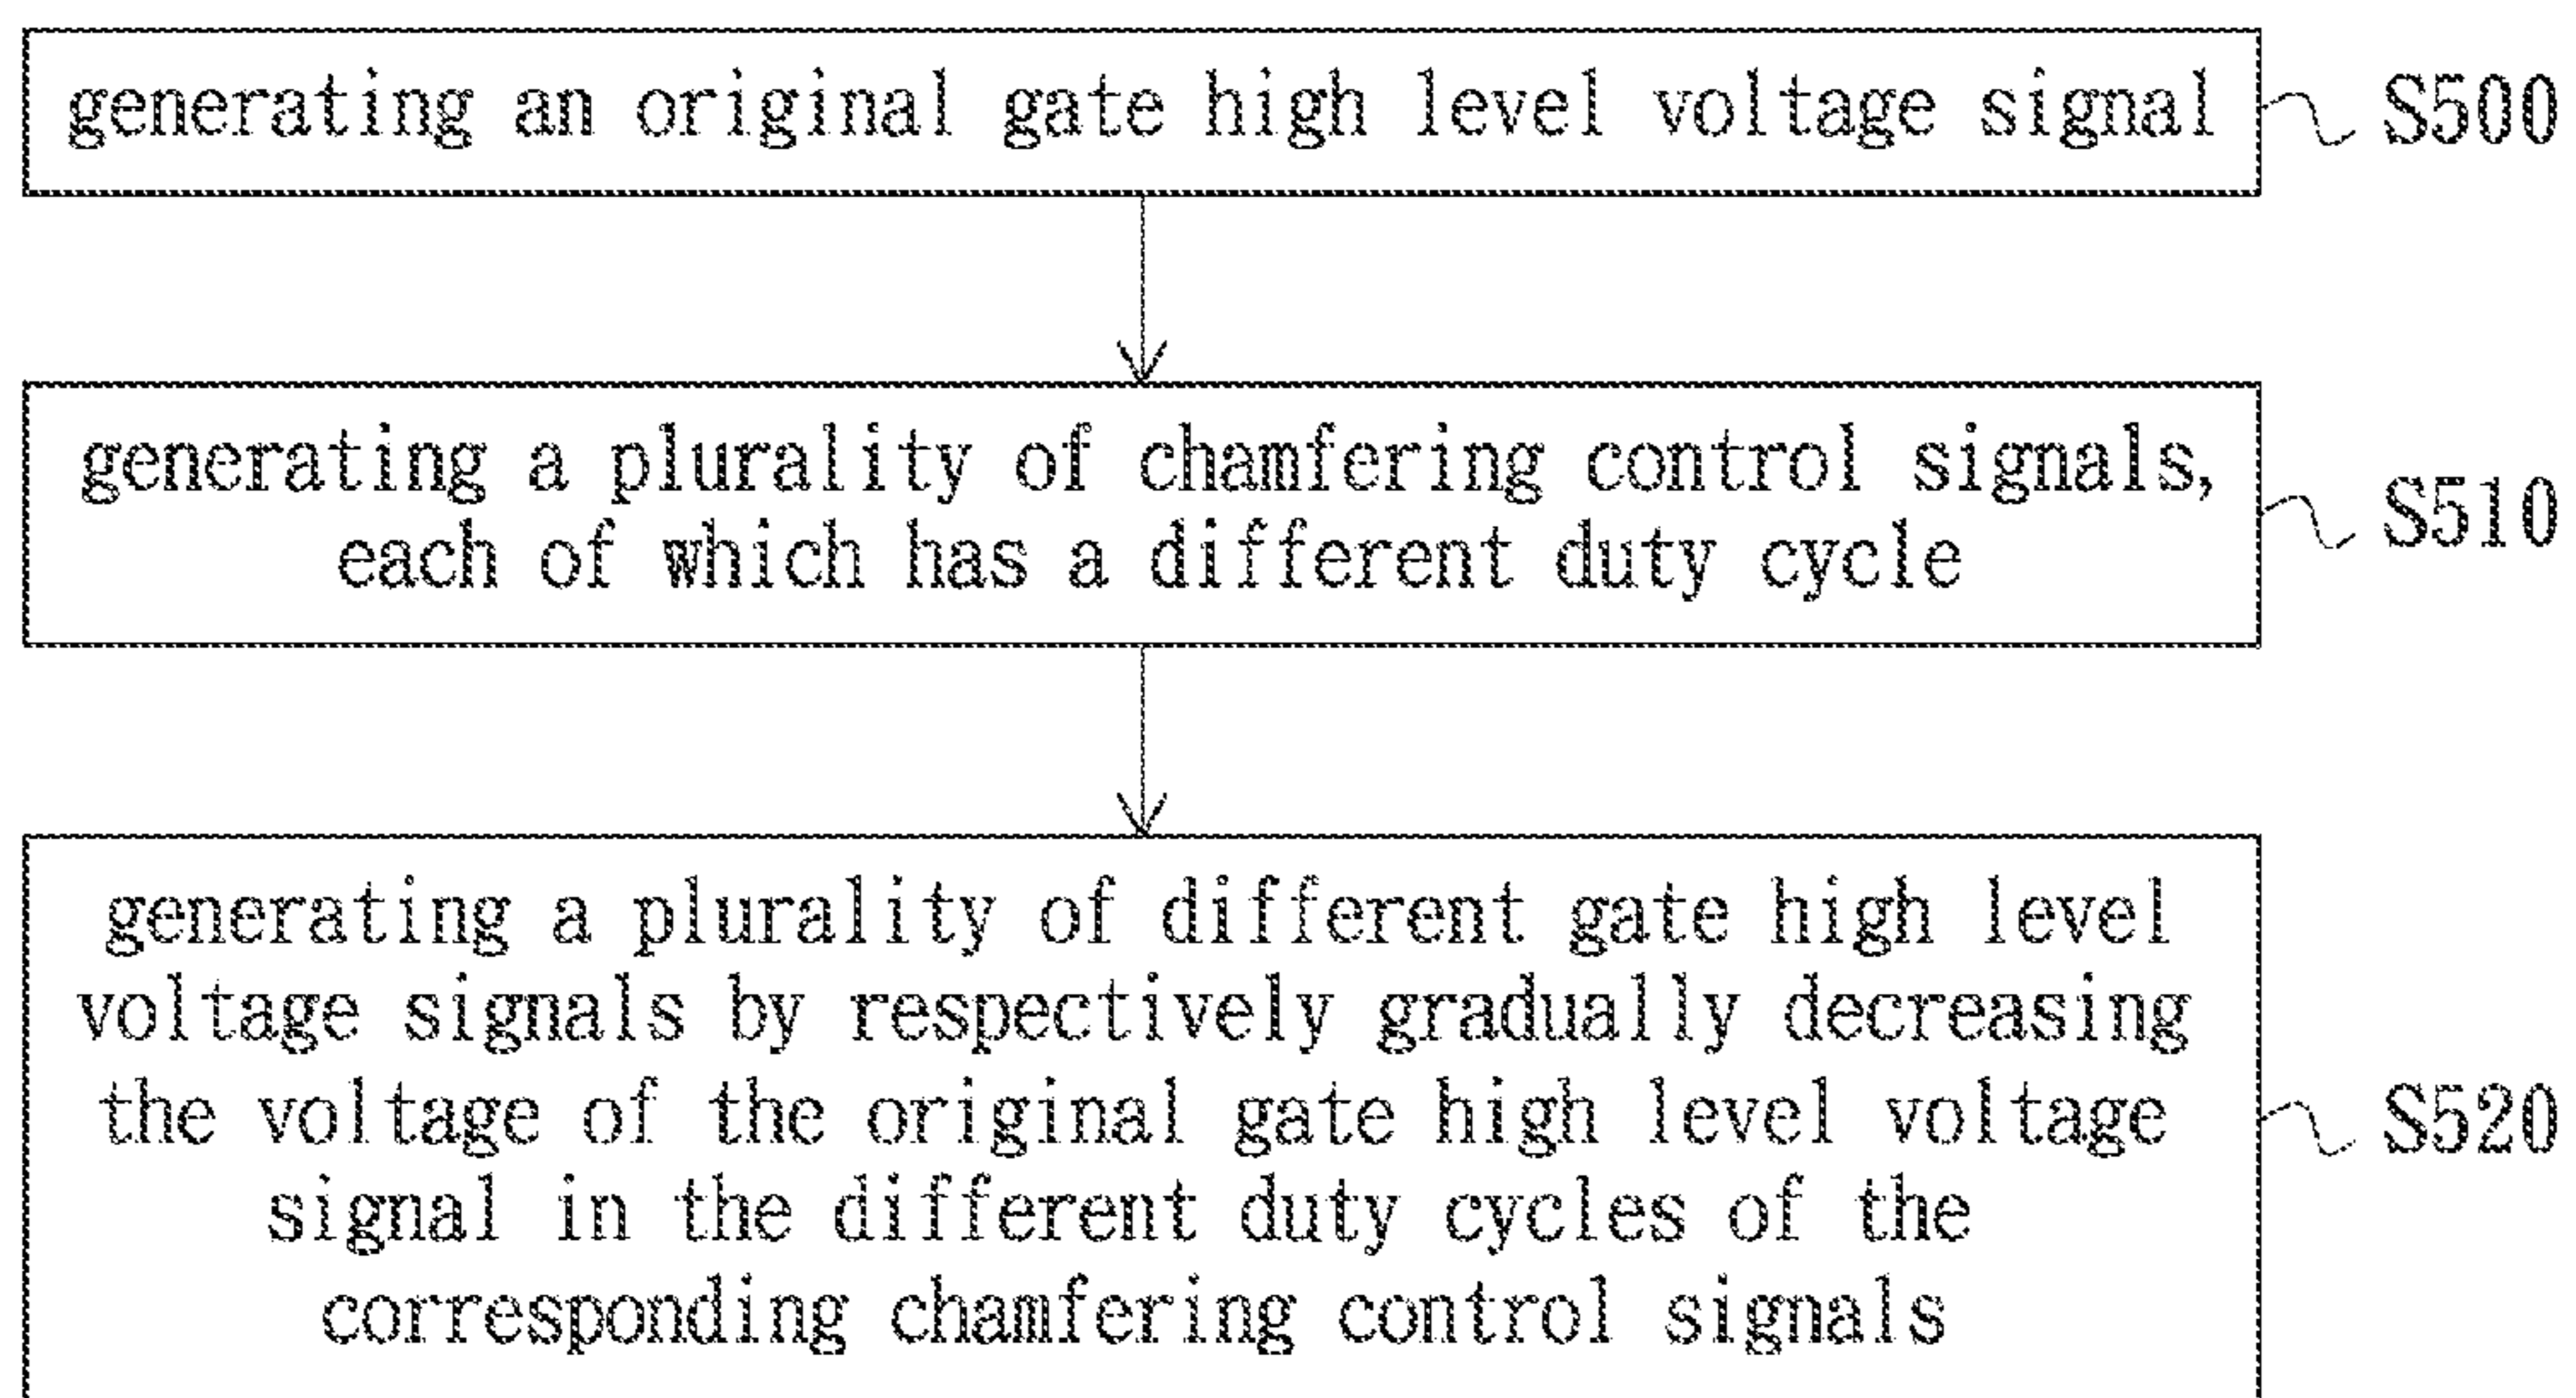 generating an original gate high level voltage signal
S500
generating a plurality of chamfering control signals,
each of which has a different duty cycle
S510
generating a plurality of different gate high level
voltage signals by respectively gradually decreasing
the voltage of the original gate high level voltage
signal in the different duty cycles of the
corresponding chamfering control signals
S520